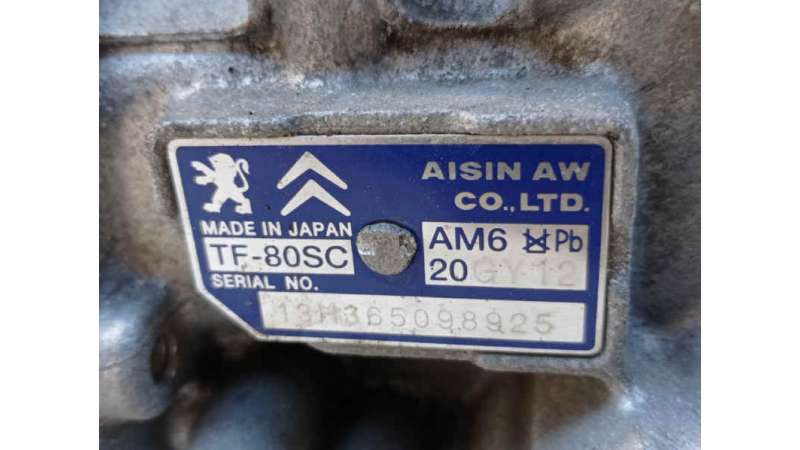 AISIN AW
CO.,LTD.
MADE IN JAPAN
TF-80SC
AM6 Pb
20GY12
SERIAL NO.
13H365098925